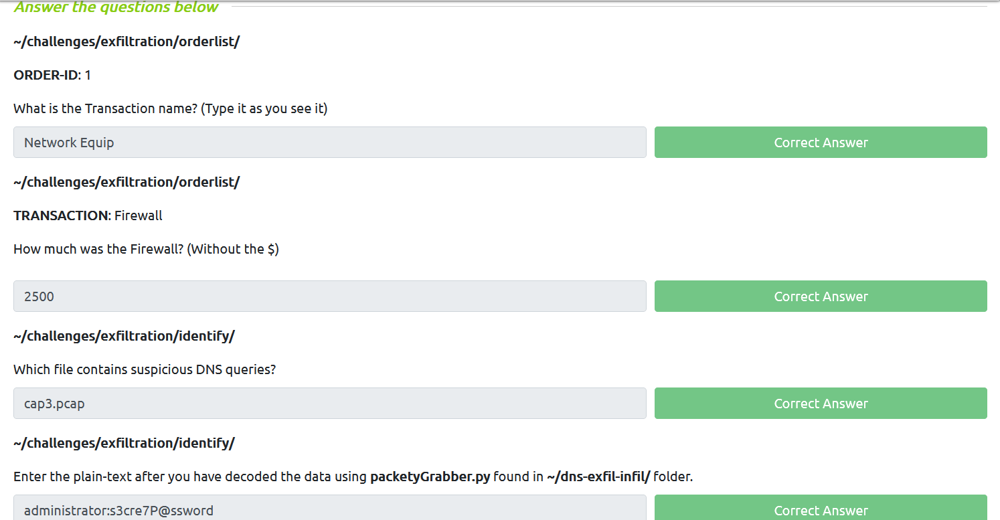 Answer the questions below
~/challenges/exfiltration/orderlist/
ORDER-ID: 1
What is the Transaction name? (Type it as you see it)
Network Equip
Correct Answer
~/challenges/exfiltration/orderlist/
TRANSACTION: Firewall
How much was the Firewall? (Without the $)
2500
Correct Answer
~/challenges/exfiltration/identify/
Which file contains suspicious DNS queries?
cap3.pcap
Correct Answer
~/challenges/exfiltration/identify/
Enter the plain-text after you have decoded the data using packetyGrabber.py found in ~/dns-exfil-infil/ folder.
administrator:s3cre7P@ssword
Correct Answer